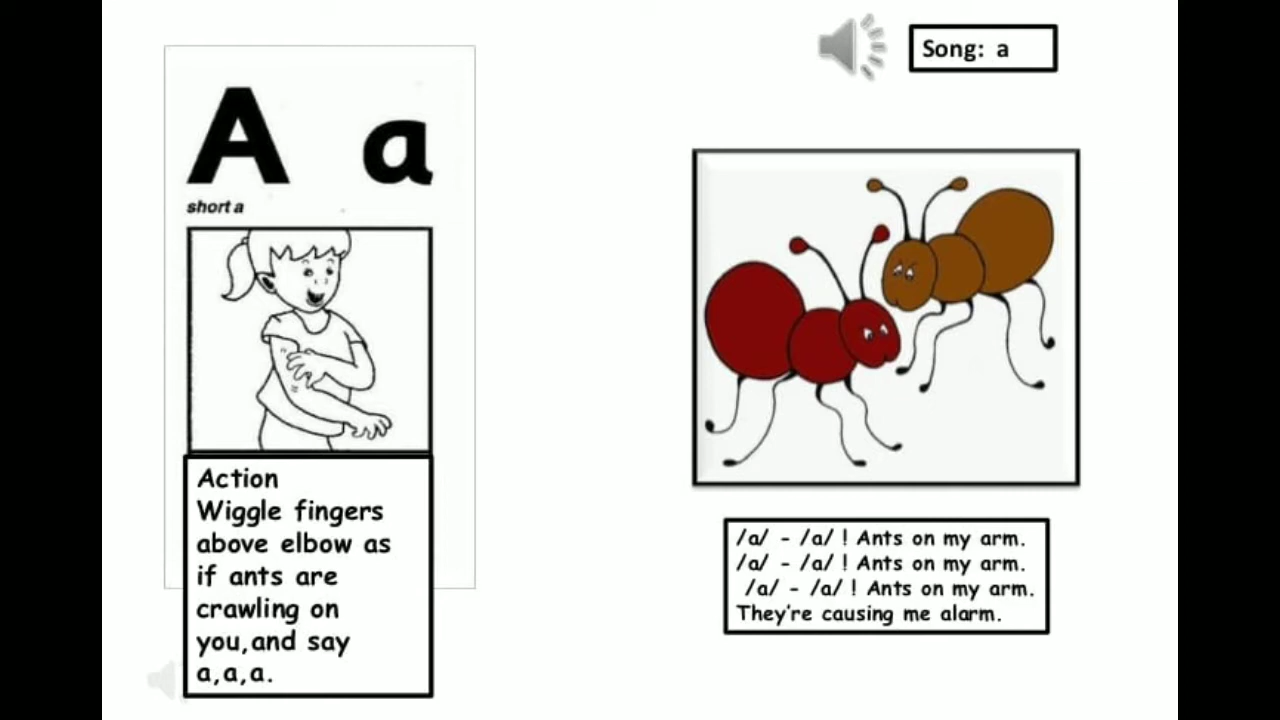 A a
short a
Action
Wiggle fingers
above elbow as
if ants are
crawling on
you,and say
a,a,a.
Song: a
/a/ - /a/ ! Ants on my arm.
/a/ - /a/ ! Ants on my arm.
/a/ - /a/ ! Ants on my arm.
They're causing me alarm.